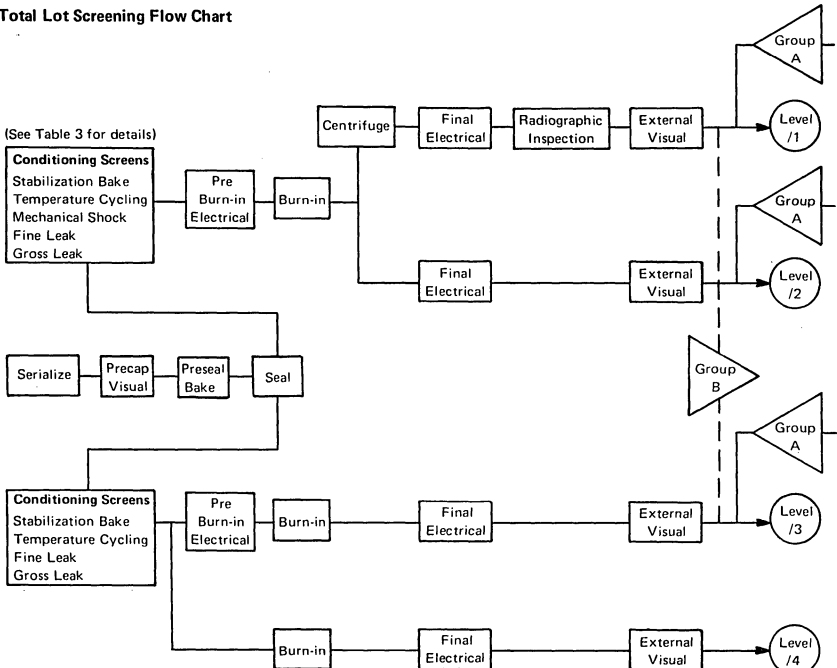 Total Lot Screening Flow Chart
Group
A
Centrifuge
Final
Electrical
Radiographic
Inspection
External
Visual
Level
/1
(See Table 3 for details)
Conditioning Screens
Stabilization Bake
Temperature Cycling
Mechanical Shock
Fine Leak
Gross Leak
Pre
Burn-in
Electrical
Burn-in
Group
A
Final
Electrical
External
Visual
Level
/2
Serialize
Precap
Visual
Preseal
Bake
Seal
Group
B
Group
A
Conditioning Screens
Stabilization Bake
Temperature Cycling
Fine Leak
Gross Leak
Pre
Burn-in
Electrical
Burn-in
Final
Electrical
External
Visual
Level
/3
Burn-in
Final
Electrical
External
Visual
Level
/4